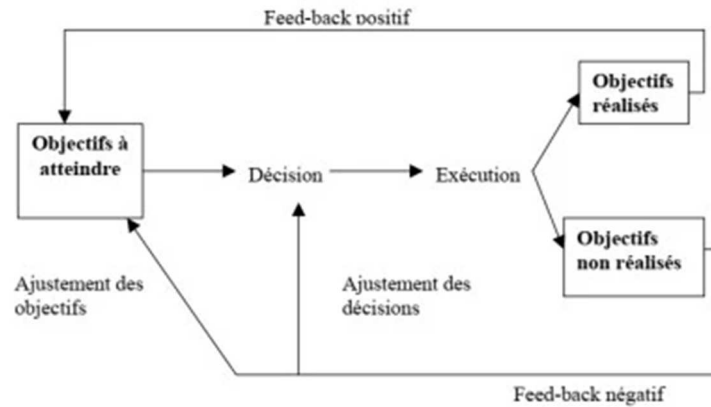 Feed-back positif
Objectifs
réalisés
Objectifs à
atteindre
Décision
Exécution
Objectifs
non réalisés
Ajustement des
objectifs
Ajustement des
décisions
Feed-back négatif